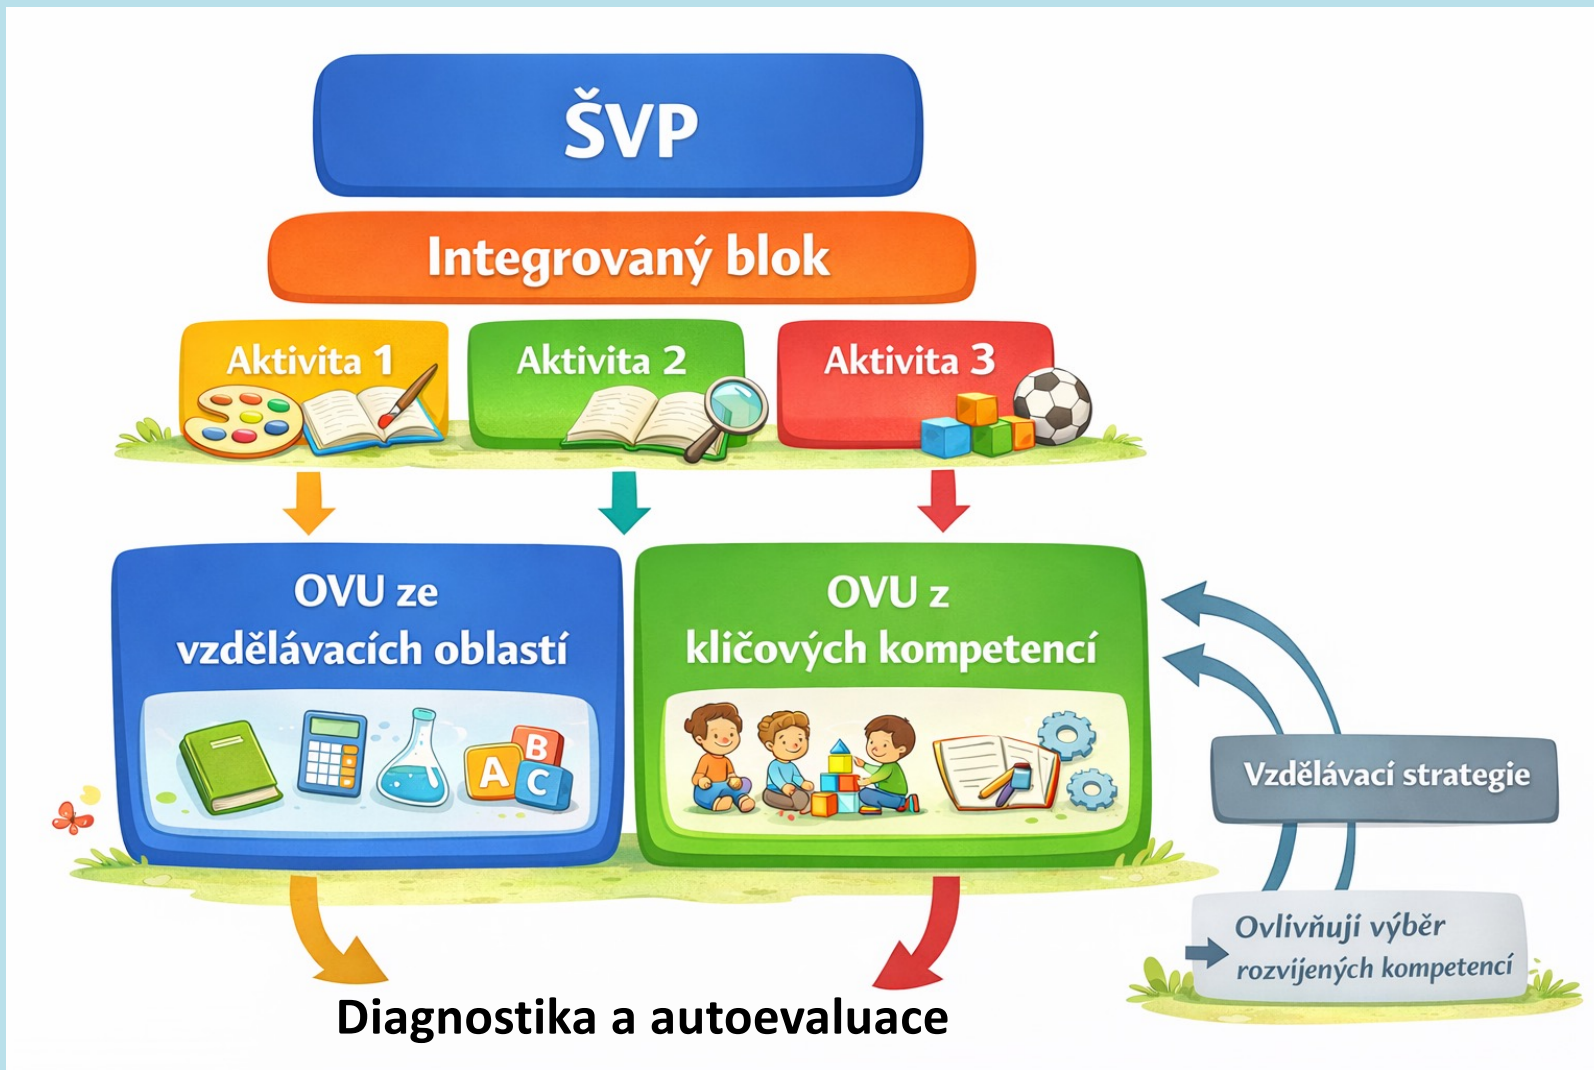 ŠVP
Integrovaný blok
Aktivita 1
Aktivita 2
Aktivita 3
OVU ze
vzdělávacích oblastí
OVU z
kličových kompetencí
A
B
C
Vzdělávací strategie
Ovlivňují výběr
rozvíjených kompetencí
Diagnostika a autoevaluace